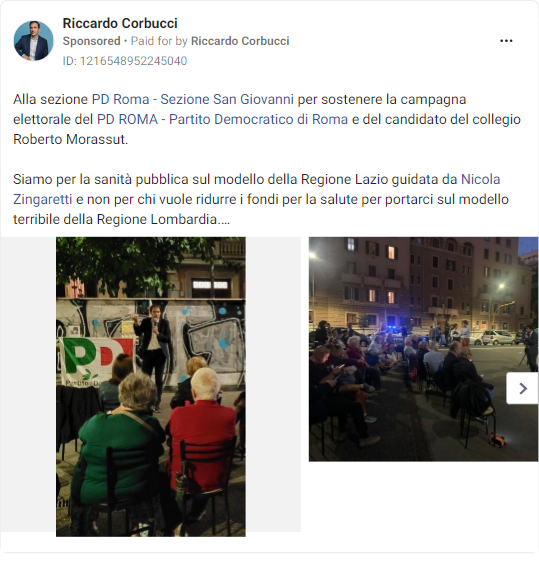 Riccardo Corbucci
Sponsored • Paid for by Riccardo Corbucci
ID: 1216548952245040
Alla sezione PD Roma - Sezione San Giovanni per sostenere la campagna
elettorale del PD ROMA - Partito Democratico di Roma e del candidato del collegio
Roberto Morassut.
Siamo per la sanità pubblica sul modello della Regione Lazio guidata da Nicola
Zingaretti e non per chi vuole ridurre i fondi per la salute per portarci sul modello
terribile della Regione Lombardia....
PD
Partito